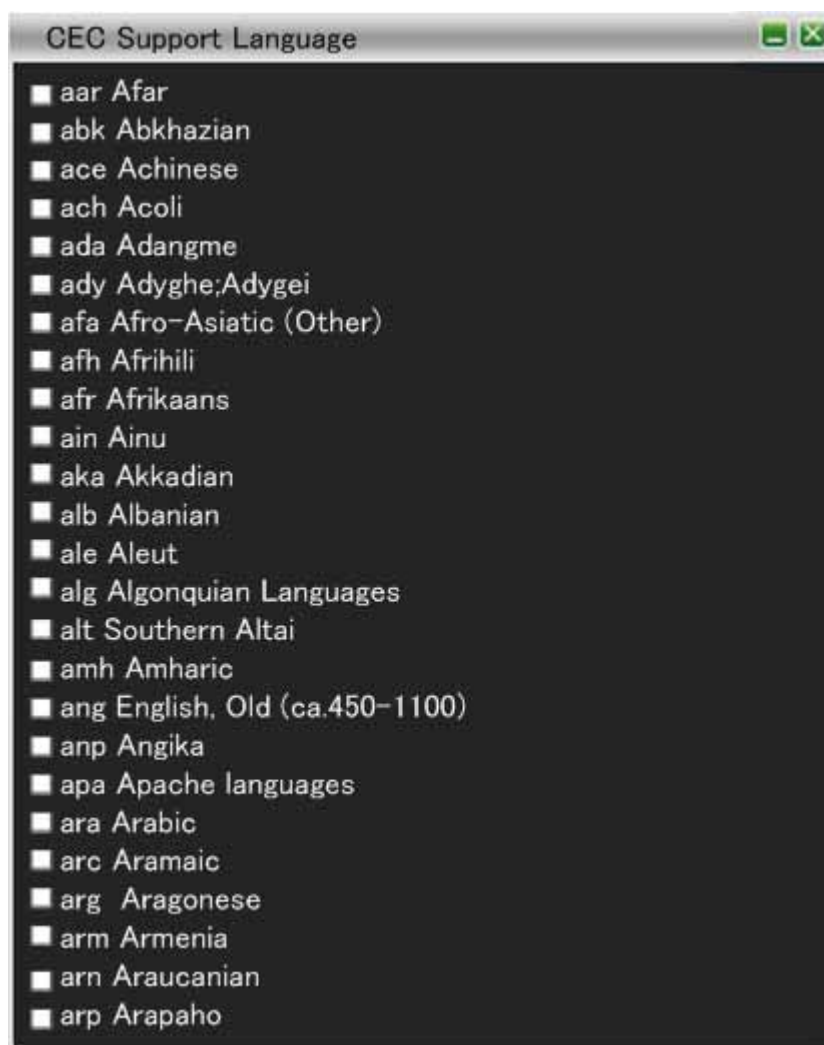 CEC Support Language
aar Afar
abk Abkhazian
ace Achinese
ach Acoli
ada Adangme
ady Adyghe;Adygei
afa Afro-Asiatic (Other)
afh Afrihili
afr Afrikaans
ain Ainu
aka Akkadian
alb Albanian
ale Aleut
alg Algonquian Languages
alt Southern Altai
amh Amharic
ang English, Old (ca.450-1100)
anp Angika
apa Apache languages
ara Arabic
arc Aramaic
arg Aragonese
arm Armenia
arn Araucanian
arp Arapaho